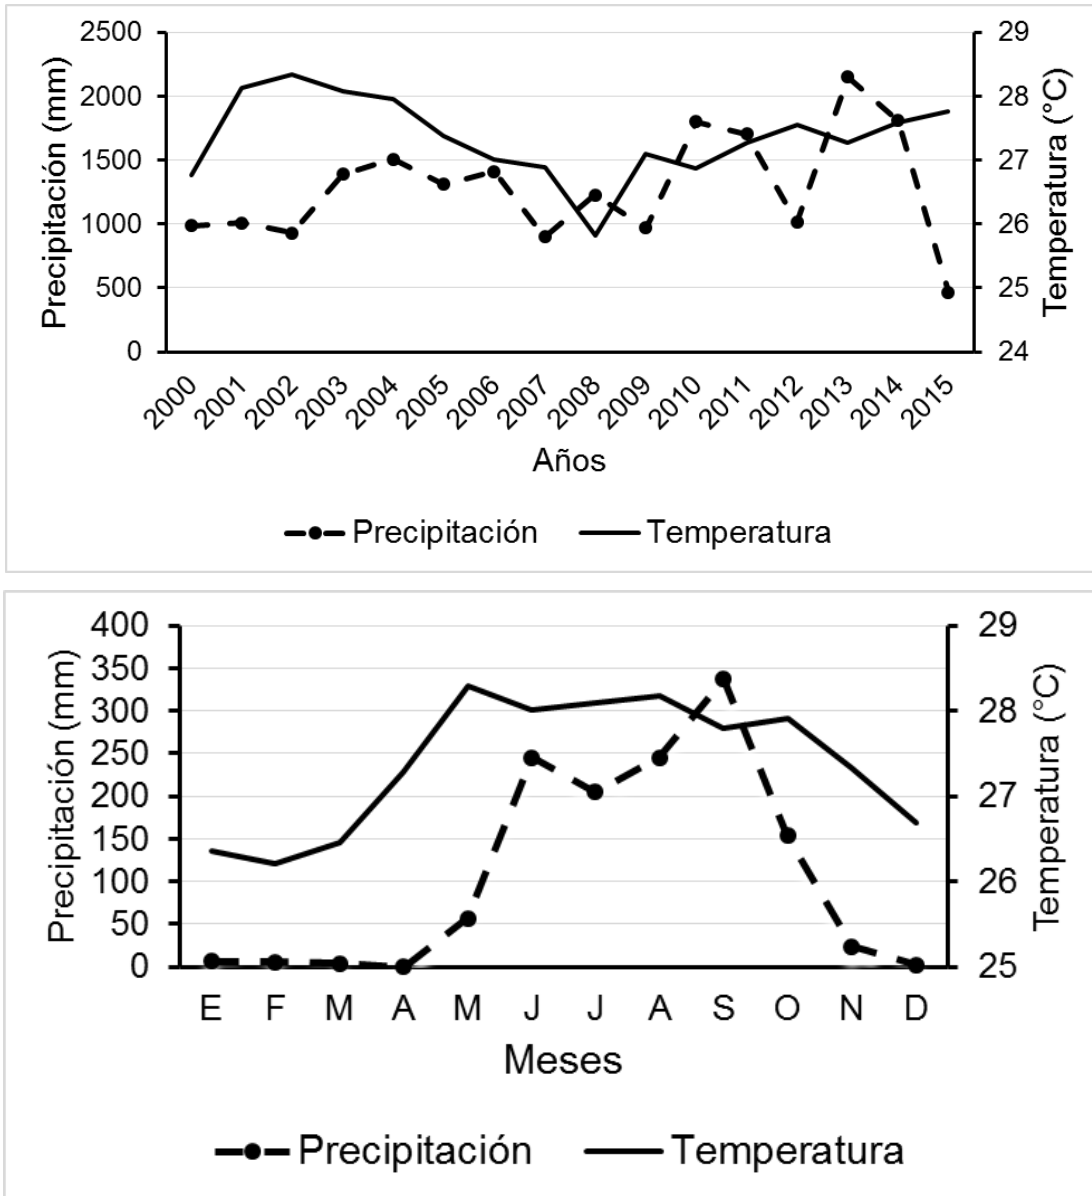 Precipitación (mm)
2500
2000
1500
1000
500
0
29
28
27
26
25
24
Temperatura (°C)
2000 2001 2002 2003 2004 2005 2006 2007 2008 2009 2010 2011 2012 2013 2014 2015
Años
Precipitación Temperatura
Precipitación (mm)
400
350
300
250
200
150
100
50
0
29
28
27
26
25
Temperatura (°C)
E F M A M J J A S O N D
Meses
Precipitación Temperatura